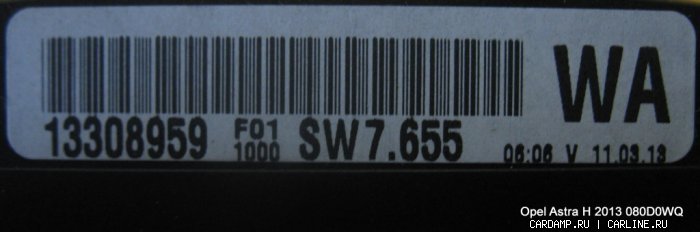 WA
13308959 F01 1000 SW7.655 06:06 V 11.03.13
Opel Astra H 2013 080D0WQ
CARDAMP.RU | CARLINE.RU